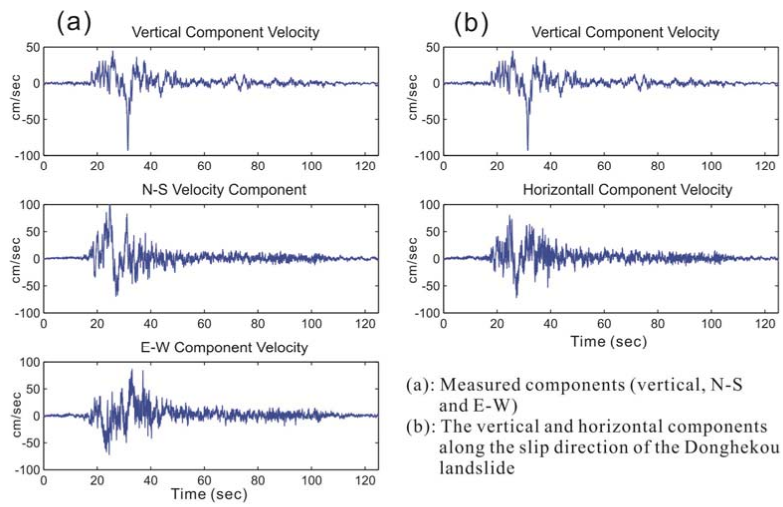 (a)
Vertical Component Velocity
50
0
-50
-100
cm/sec
0 20 40 60 80 100 120
N-S Velocity Component
100
50
0
-50
-100
cm/sec
0 20 40 60 80 100 120
E-W Component Velocity
100
50
0
-50
-100
cm/sec
0 20 40 60 80 100 120
Time (sec)
(b)
Vertical Component Velocity
50
0
-50
-100
cm/sec
0 20 40 60 80 100 120
Horizontall Component Velocity
100
50
0
-50
-100
cm/sec
0 20 40 60 80 100 120
Time (sec)
(a): Measured components (vertical, N-S
and E-W)
(b): The vertical and horizontal components
along the slip direction of the Donghekou
landslide